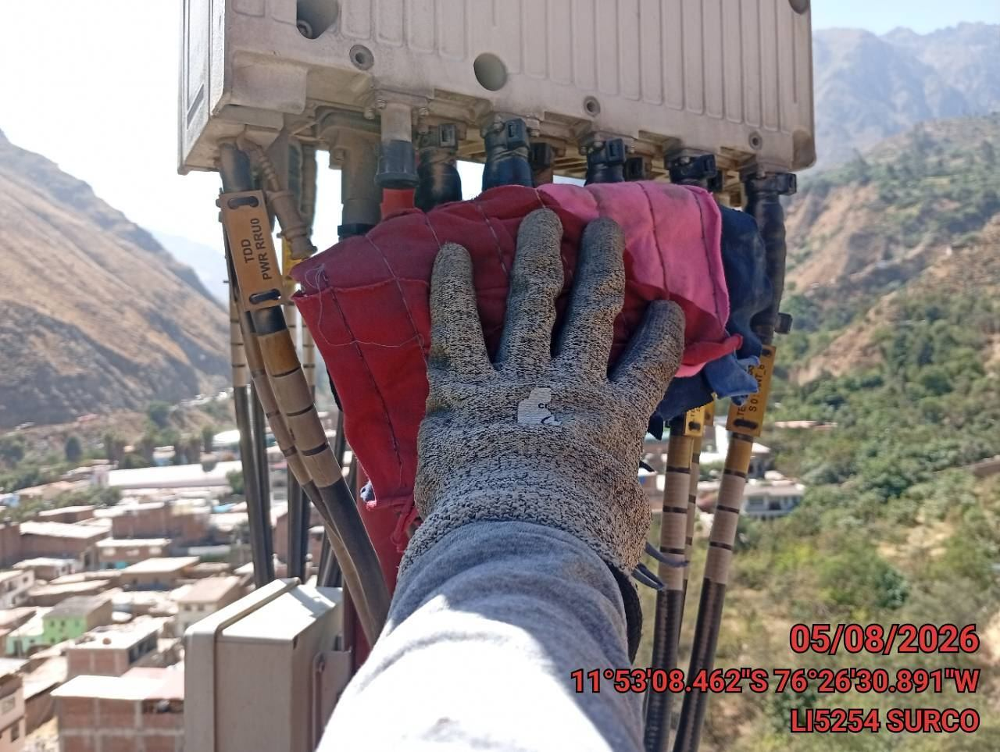 TDD
PWR RRU0
05/08/2026
11°53'08.462"S 76°26'30.891"W
LI5254 SURCO